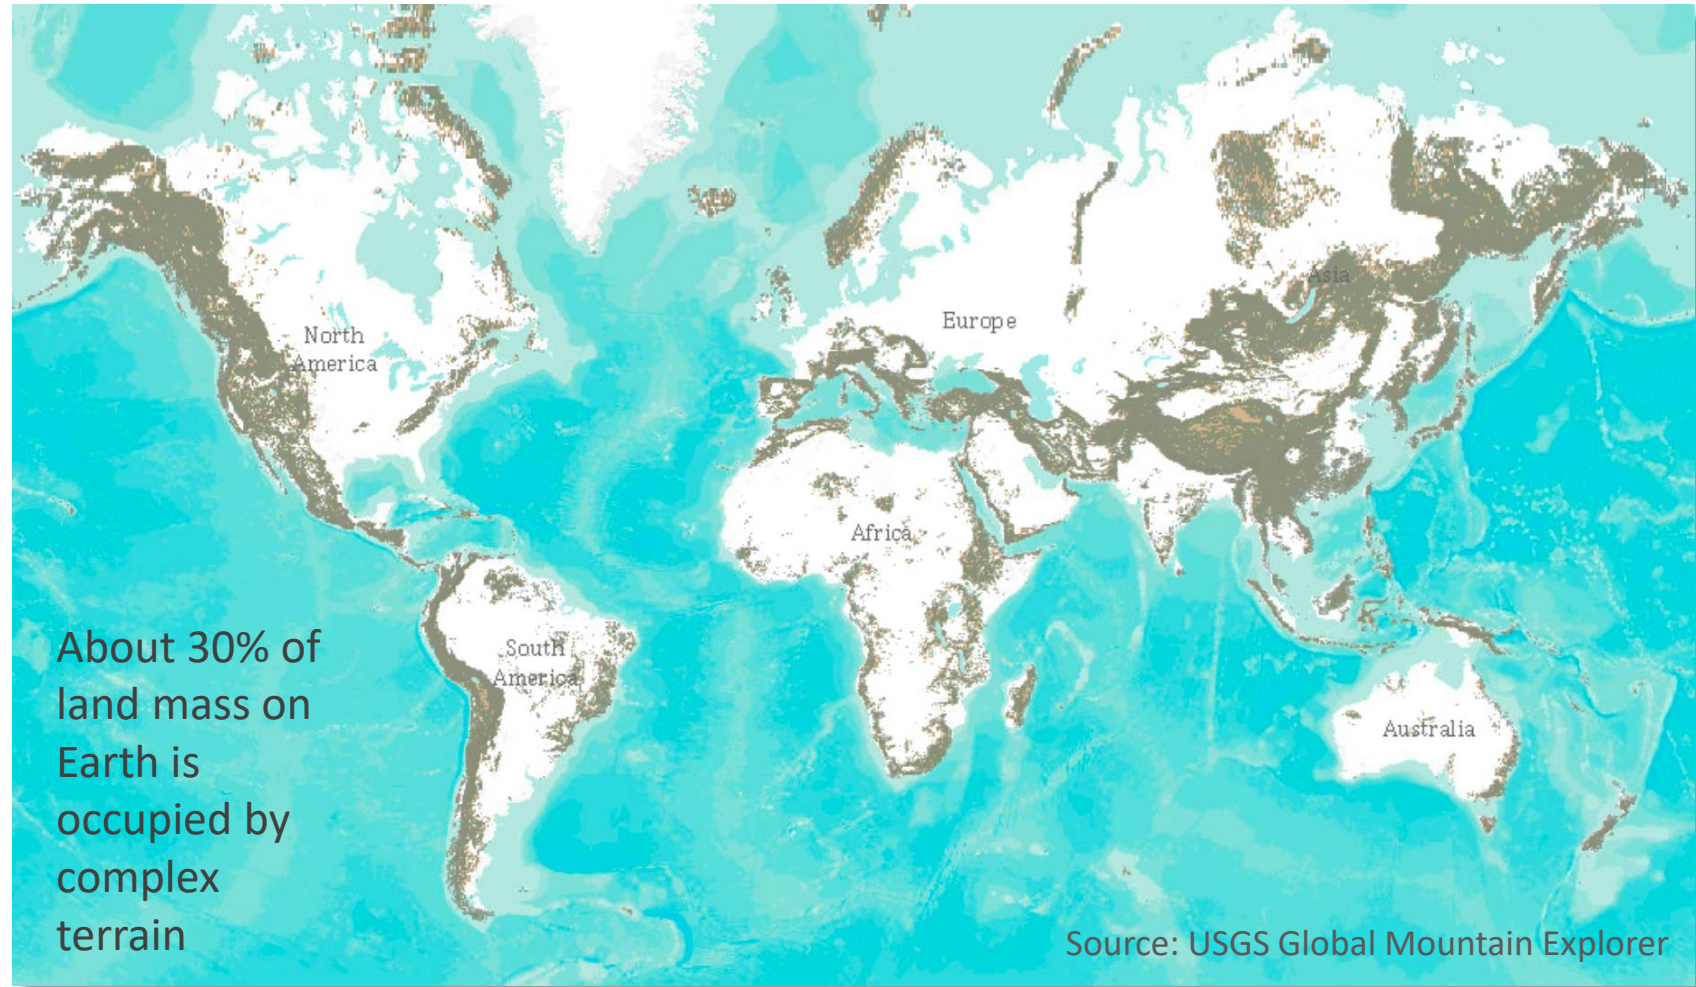 Asia
Europe
North
America
Africa
South
America
Australia
About 30% of
land mass on
Earth is
occupied by
complex
terrain
Source: USGS Global Mountain Explorer